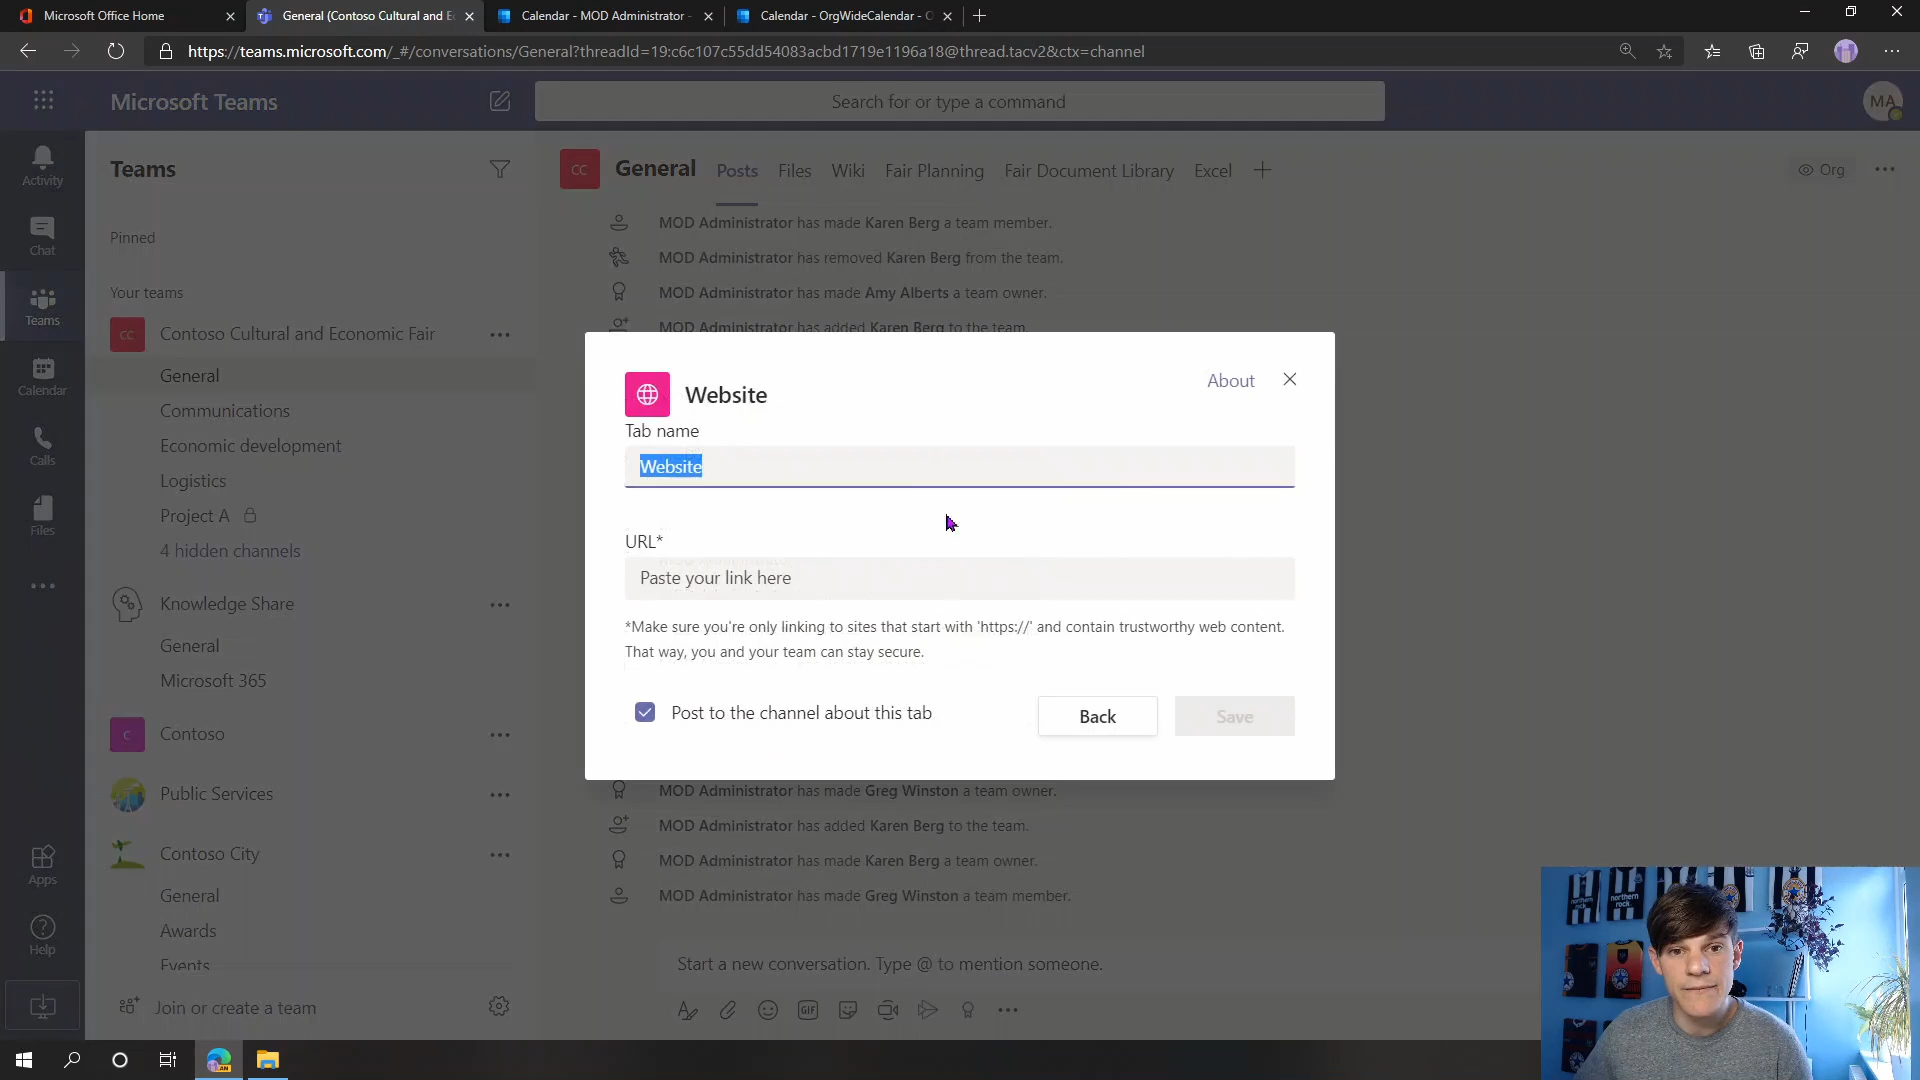 Microsoft Office Home
General (Contoso Cultural and Ec
Calendar - MOD Administrator -
Calendar - OrgWideCalendar - O
https://teams.microsoft.com/_#/conversations/General?threadId=19:c6c107c55dd54083acbd1719e1196a18@thread.tacv2&ctx=channel
Microsoft Teams
Search for or type a command
MA
Activity
Chat
Teams
Calendar
Calls
Files
Apps
Help
Teams
Pinned
Your teams
CC
Contoso Cultural and Economic Fair
General
Communications
Economic development
Logistics
Project A
4 hidden channels
Knowledge Share
General
Microsoft 365
C
Contoso
Public Services
Contoso City
General
Awards
Events
Join or create a team
CC
General
Posts
Files
Wiki
Fair Planning
Fair Document Library
Excel
Org
MOD Administrator has made Karen Berg a team member.
MOD Administrator has removed Karen Berg from the team.
MOD Administrator has made Amy Alberts a team owner.
MOD Administrator has added Karen Berg to the team.
Website
About
Tab name
Website
URL*
Paste your link here
*Make sure you're only linking to sites that start with 'https://' and contain trustworthy web content.
That way, you and your team can stay secure.
Post to the channel about this tab
Back
Save
MOD Administrator has made Greg Winston a team owner.
MOD Administrator has added Karen Berg to the team.
MOD Administrator has made Karen Berg a team owner.
MOD Administrator has made Greg Winston a team member.
Start a new conversation. Type @ to mention someone.
GIF
northern
rock
northern
rock